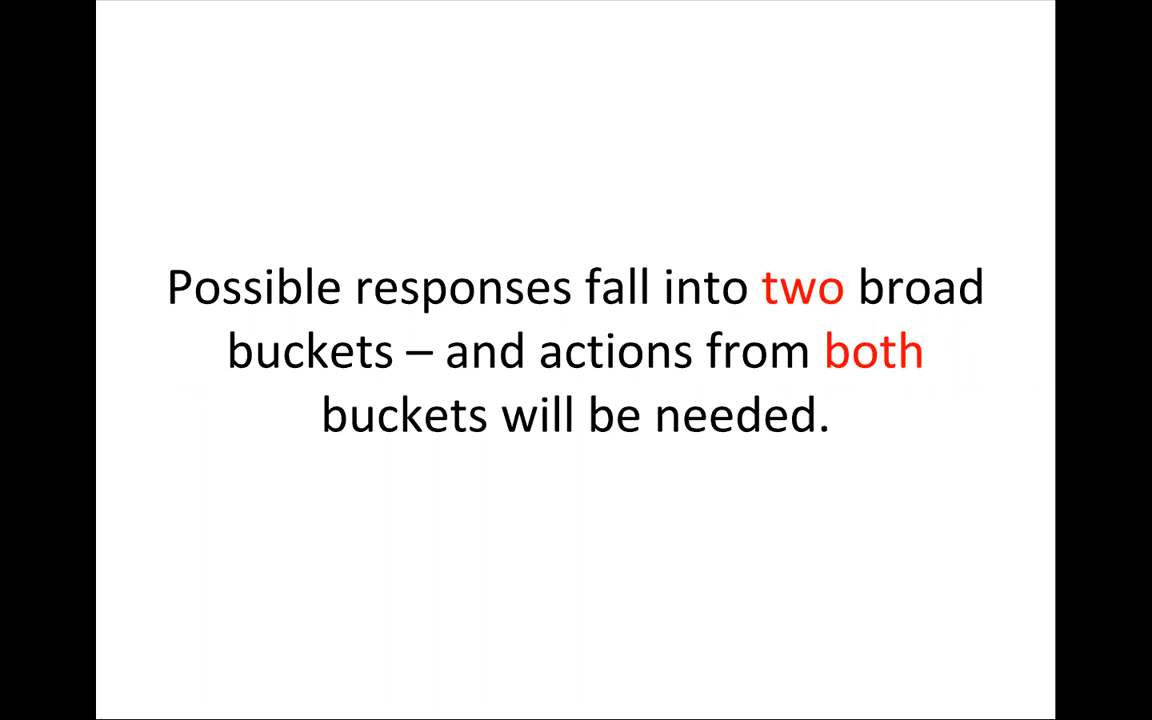 Possible responses fall into two broad
buckets – and actions from both
buckets will be needed.